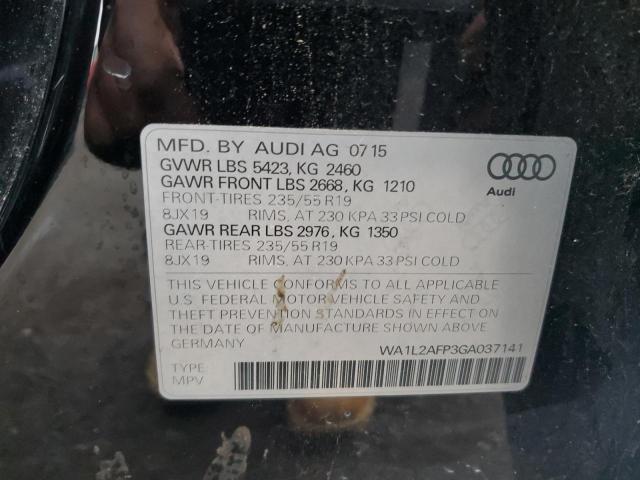 MFD. BY AUDI AG 07 15
GVWR LBS 5423, KG 2460
GAWR FRONT LBS 2668, KG 1210
FRONT-TIRES 235/55 R19
8JX19 RIMS, AT 230 KPA 33 PSI COLD
GAWR REAR LBS 2976, KG 1350
REAR-TIRES 235/55 R19
8JX19 RIMS, AT 230 KPA 33 PSI COLD
Audi
THIS VEHICLE CONFORMS TO ALL APPLICABLE
U.S. FEDERAL MOTOR VEHICLE SAFETY AND
THEFT PREVENTION STANDARDS IN EFFECT ON
THE DATE OF MANUFACTURE SHOWN ABOVE
GERMANY
WA1L2AFP3GA037141
TYPE:
MPV